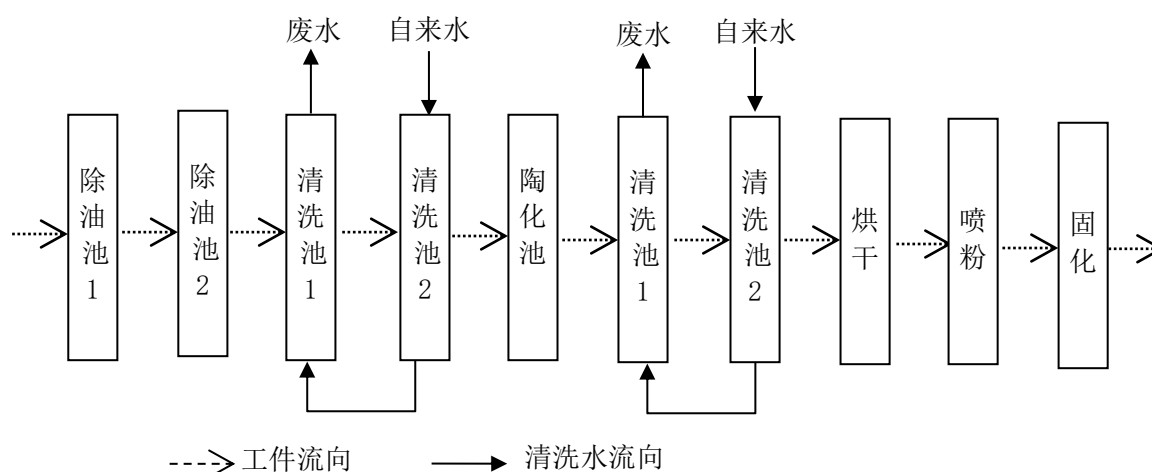 废水
自来水
废水
自来水
除油池1
除油池2
清洗池1
清洗池2
陶化池
清洗池1
清洗池2
烘干
喷粉
固化
工件流向
清洗水流向